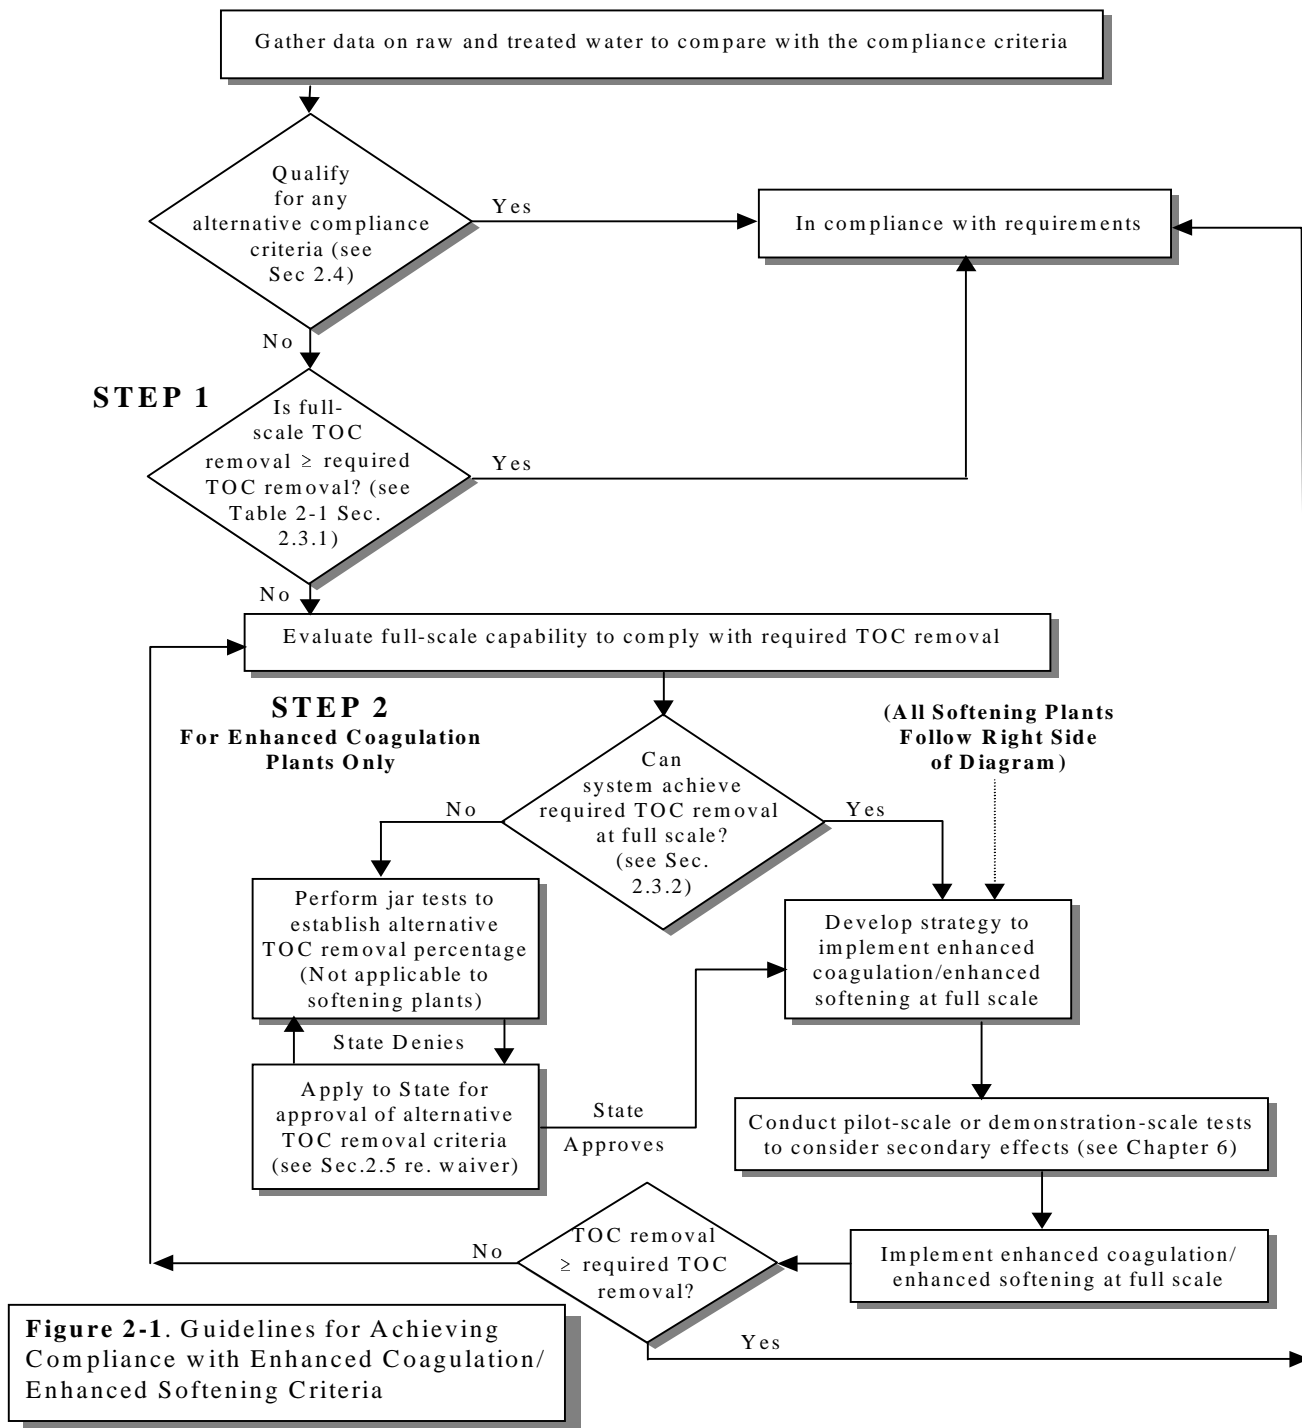 Gather data on raw and treated water to compare with the compliance criteria
Qualify
for any
alternative compliance
criteria (see
Sec 2.4)
Yes
In compliance with requirements
No
STEP 1
Is full-
scale TOC
removal ≥ required
TOC removal? (see
Table 2-1 Sec.
2.3.1)
Yes
No
Evaluate full-scale capability to comply with required TOC removal
STEP 2
For Enhanced Coagulation
Plants Only
(All Softening Plants
Follow Right Side
of Diagram)
Can
system achieve
required TOC removal
at full scale?
(see Sec.
2.3.2)
No
Yes
Perform jar tests to
establish alternative
TOC removal percentage
(Not applicable to
softening plants)
Develop strategy to
implement enhanced
coagulation/enhanced
softening at full scale
State Denies
Apply to State for
approval of alternative
TOC removal criteria
(see Sec.2.5 re. waiver)
State
Approves
Conduct pilot-scale or demonstration-scale tests
to consider secondary effects (see Chapter 6)
TOC removal
≥ required TOC
removal?
No
Implement enhanced coagulation/
enhanced softening at full scale
Yes
Figure 2-1. Guidelines for Achieving
Compliance with Enhanced Coagulation/
Enhanced Softening Criteria